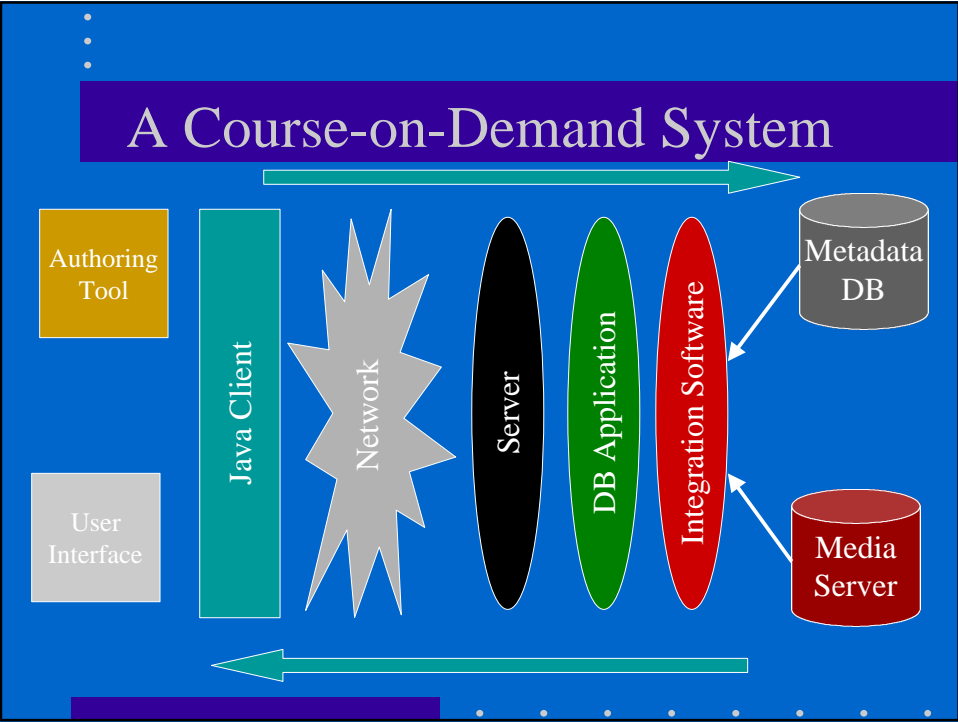 A Course-on-Demand System
Authoring
Tool
User
Interface
Java Client
Network
Server
DB Application
Integration Software
Metadata
DB
Media
Server